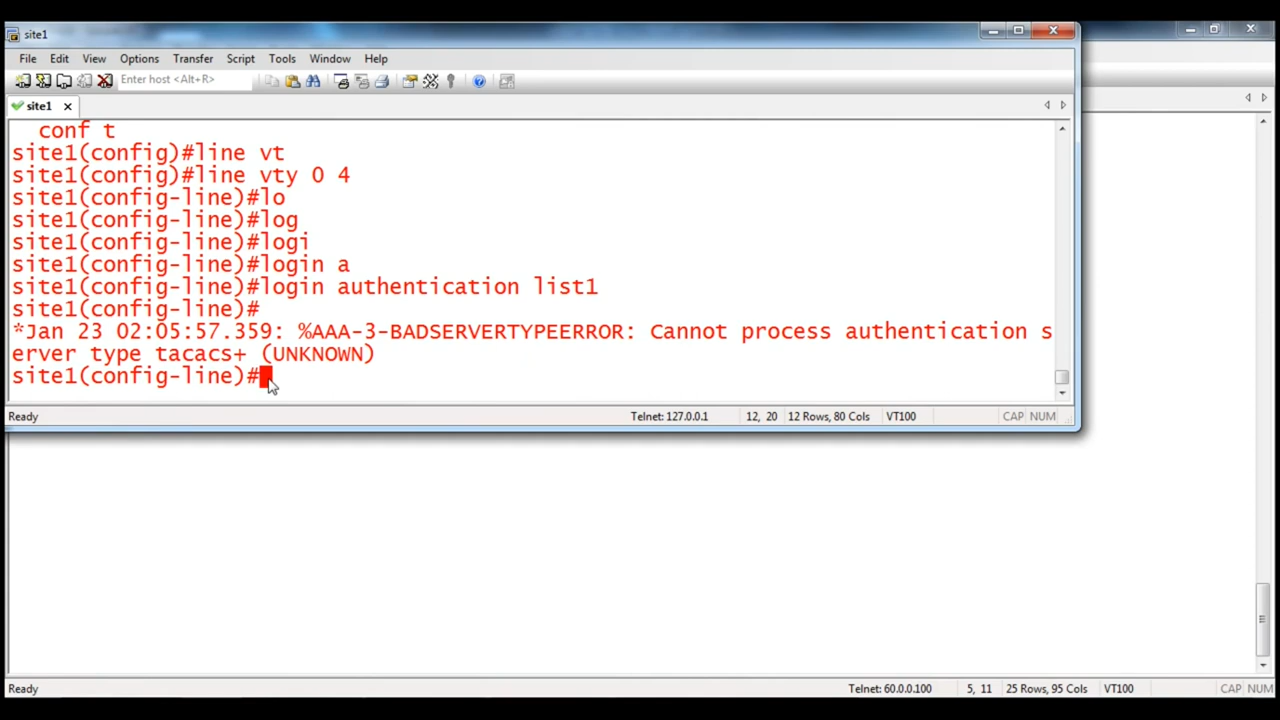 site1
File Edit View Options Transfer Script Tools Window Help
Enter host <Alt+R>
site1
conf t
site1(config)#line vt
site1(config)#line vty 0 4
site1(config-line)#lo
site1(config-line)#log
site1(config-line)#logi
site1(config-line)#login a
site1(config-line)#login authentication list1
site1(config-line)#
*Jan 23 02:05:57.359: %AAA-3-BADSERVERTYPEERROR: Cannot process authentication s
erver type tacacs+ (UNKNOWN)
site1(config-line)#
Ready Telnet: 127.0.0.1 12, 20 12 Rows, 80 Cols VT100 CAP NUM
Ready Telnet: 60.0.0.100 5, 11 25 Rows, 95 Cols VT100 CAP NUM